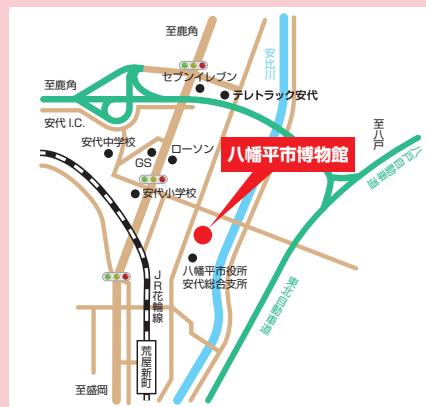 至鹿角
セブンイレブン
テレトラック安代
至鹿角
安代I.C.
安比川
至八戸
八戸自動車道
安代中学校
GS
ローソン
八幡平市博物館
安代小学校
八幡平市役所
安代総合支所
JR花輪線
東北自動車道
荒屋新町
至盛岡